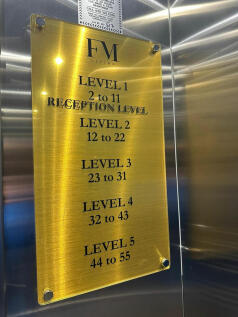 FM
LEVEL 1
2 to 11
RECEPTION LEVEL
LEVEL 2
12 to 22
LEVEL 3
23 to 31
LEVEL 4
32 to 43
LEVEL 5
44 to 55